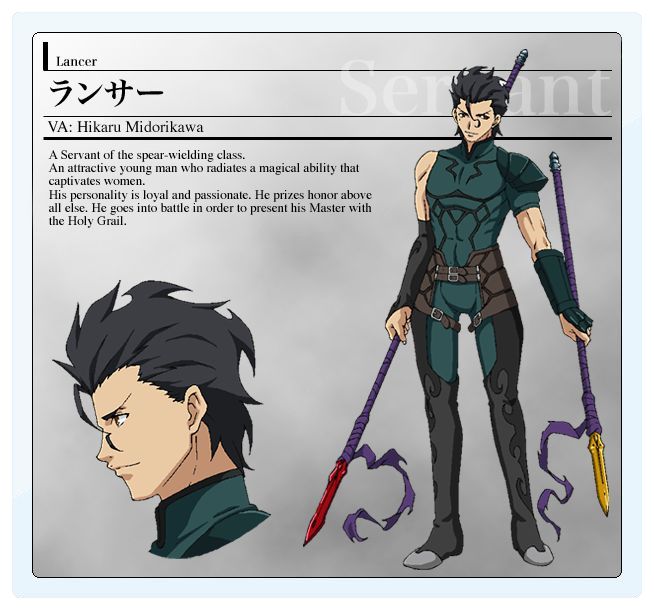 Lancer
Servant
ランサー
VA: Hikaru Midorikawa
A Servant of the spear-wielding class.
An attractive young man who radiates a magical ability that
captivates women.
His personality is loyal and passionate. He prizes honor above
all else. He goes into battle in order to present his Master with
the Holy Grail.